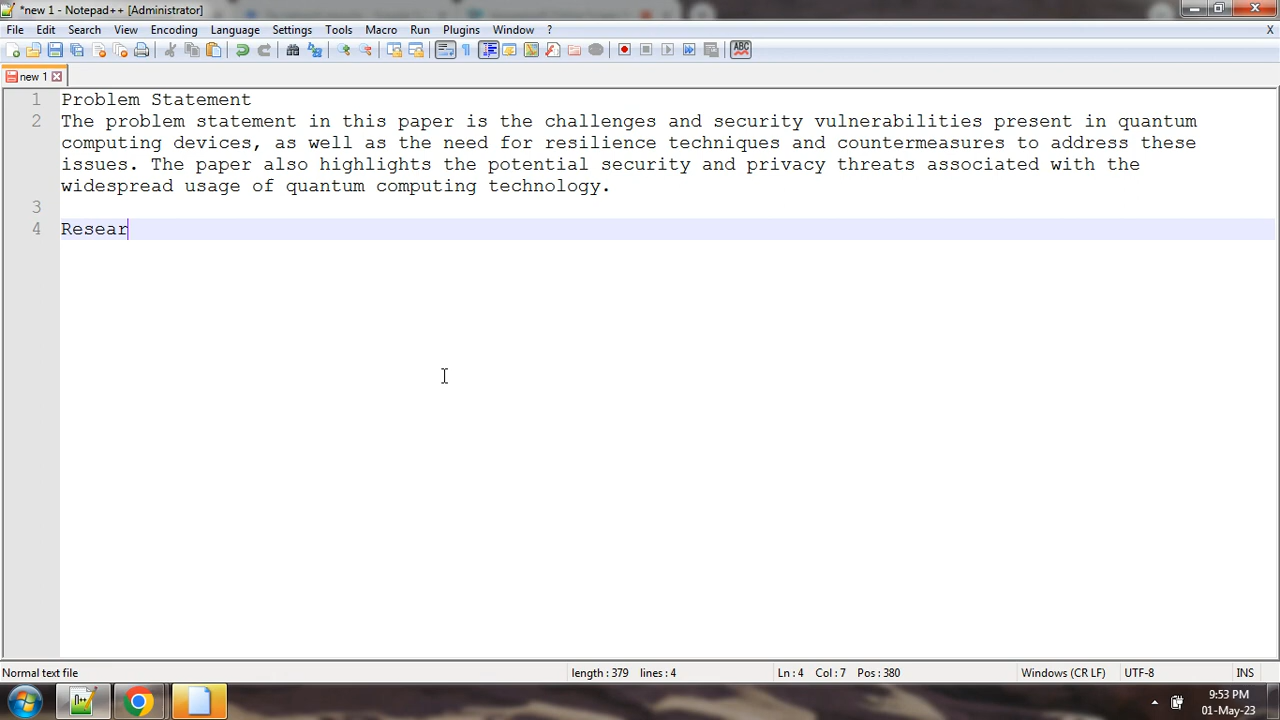 *new 1 - Notepad++ [Administrator]
File Edit Search View Encoding Language Settings Tools Macro Run Plugins Window ? X
new 1
1 Problem Statement
2 The problem statement in this paper is the challenges and security vulnerabilities present in quantum
computing devices, as well as the need for resilience techniques and countermeasures to address these
issues. The paper also highlights the potential security and privacy threats associated with the
widespread usage of quantum computing technology.
3
4 Resear
Normal text file length : 379 lines : 4 Ln : 4 Col : 7 Pos : 380 Windows (CR LF) UTF-8 INS
9:53 PM
01-May-23